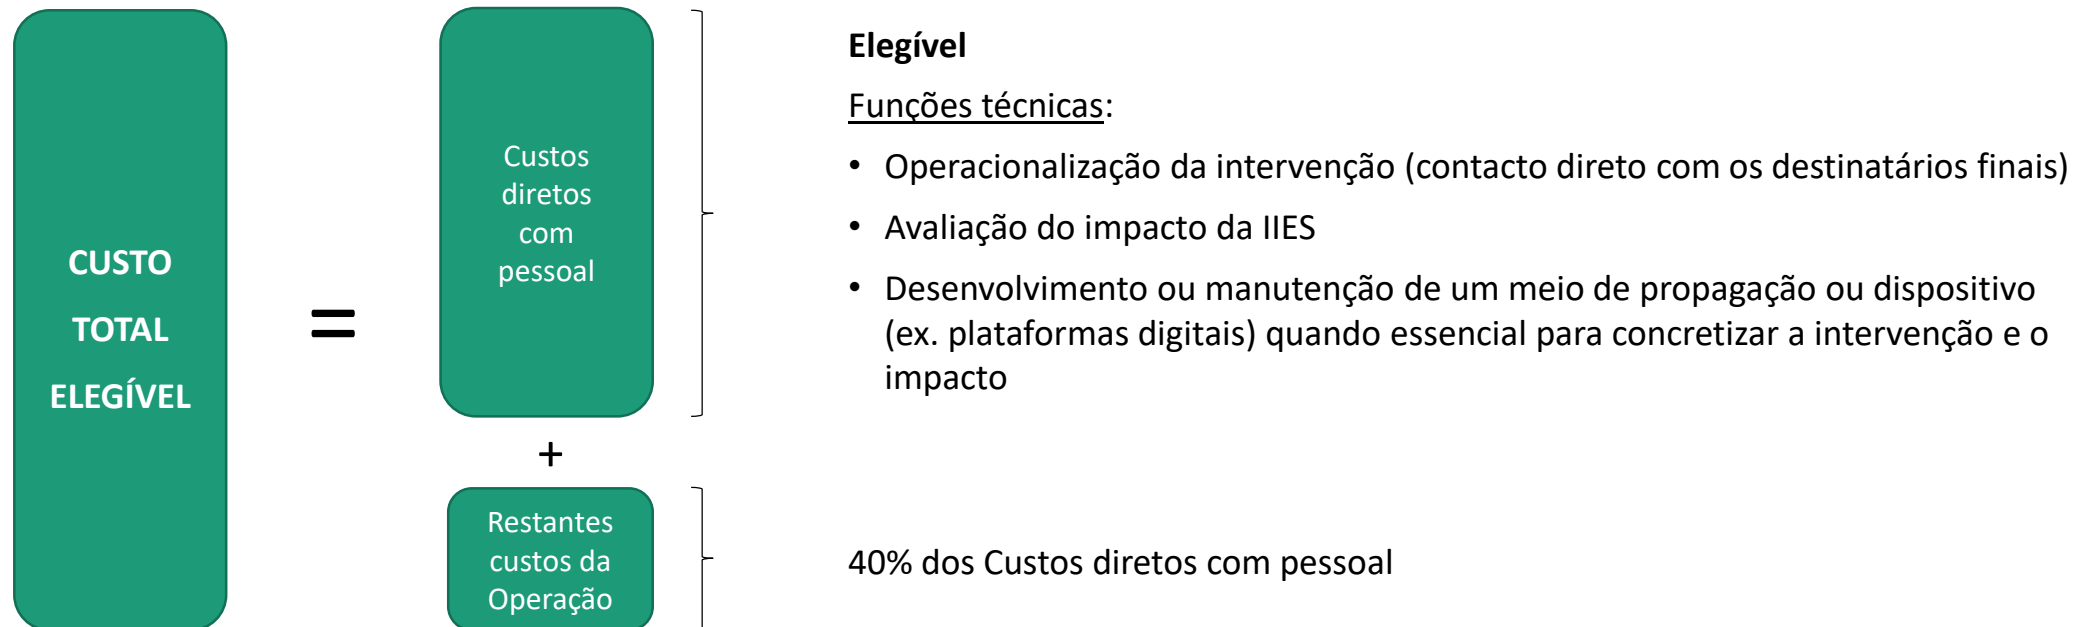 CUSTO
TOTAL
ELEGÍVEL
=
Custos
diretos
com
pessoal
+
Restantes
custos da
Operação
Elegível
Funções técnicas:
• Operacionalização da intervenção (contacto direto com os destinatários finais)
• Avaliação do impacto da IIES
• Desenvolvimento ou manutenção de um meio de propagação ou dispositivo
(ex. plataformas digitais) quando essencial para concretizar a intervenção e o
impacto
40% dos Custos diretos com pessoal